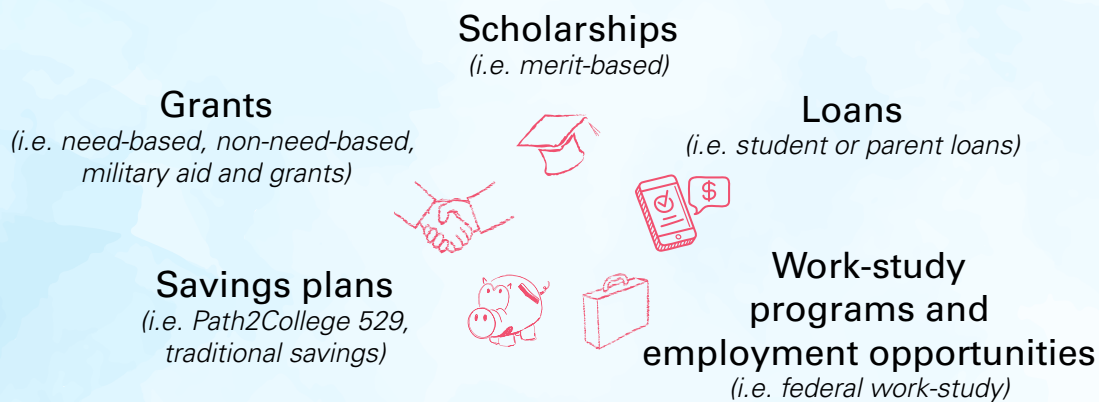 Scholarships
(i.e. merit-based)
Grants
(i.e. need-based, non-need-based,
military aid and grants)
Loans
(i.e. student or parent loans)
$
Savings plans
(i.e. Path2College 529,
traditional savings)
Work-study
programs and
employment opportunities
(i.e. federal work-study)